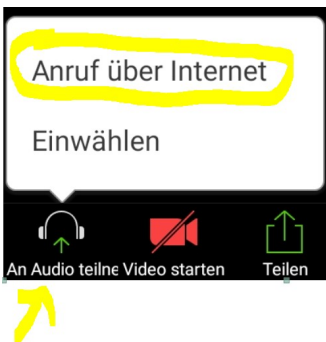 Anruf über Internet
Einwählen
An Audio teilne Video starten Teilen